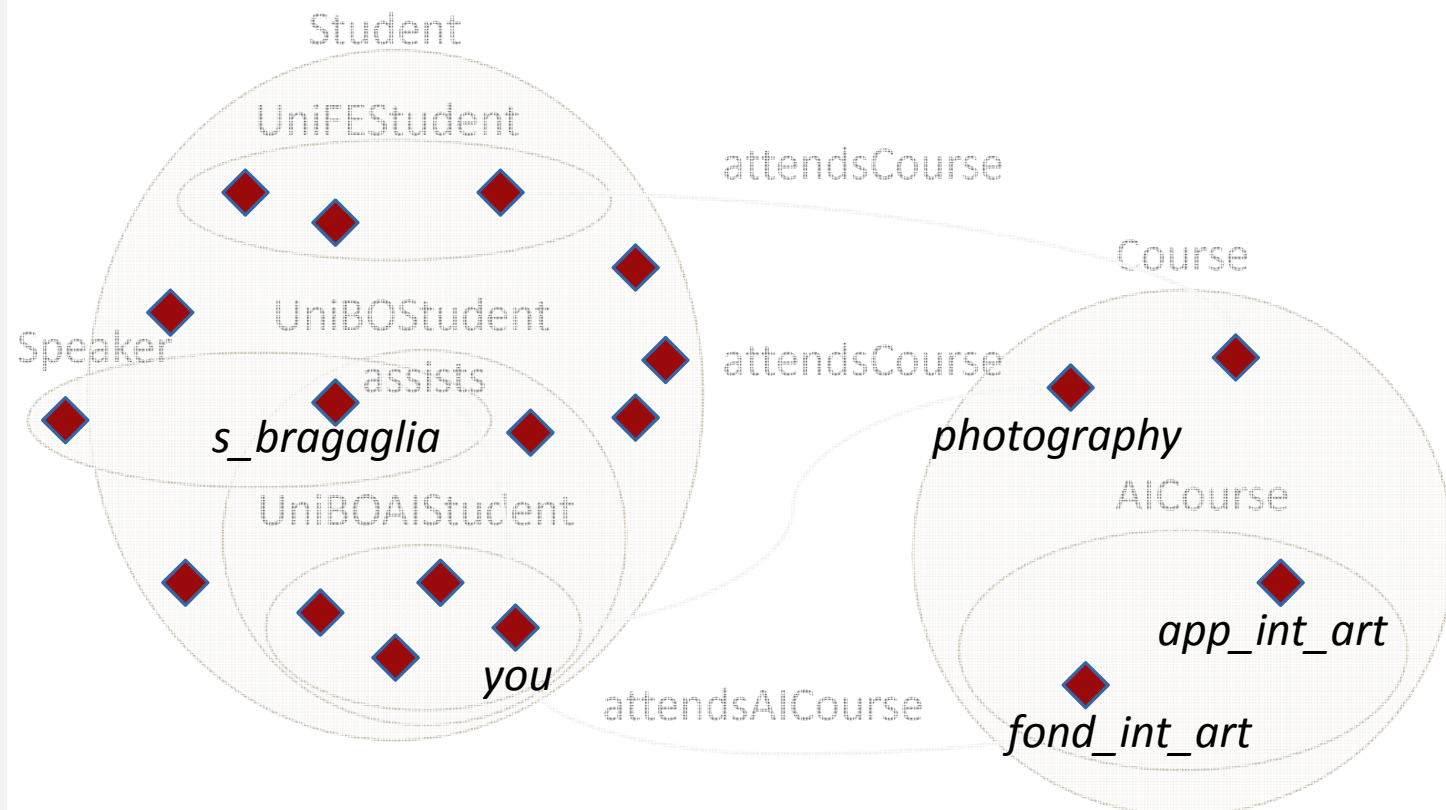 Student
UniFEStudent
attendsCourse
Course
UniBOStudent
Speaker
assists
attendsCourse
s_bragaglia
photography
UniBOAIStudent
AICourse
app_int_art
you
attendsAICourse
fond_int_art